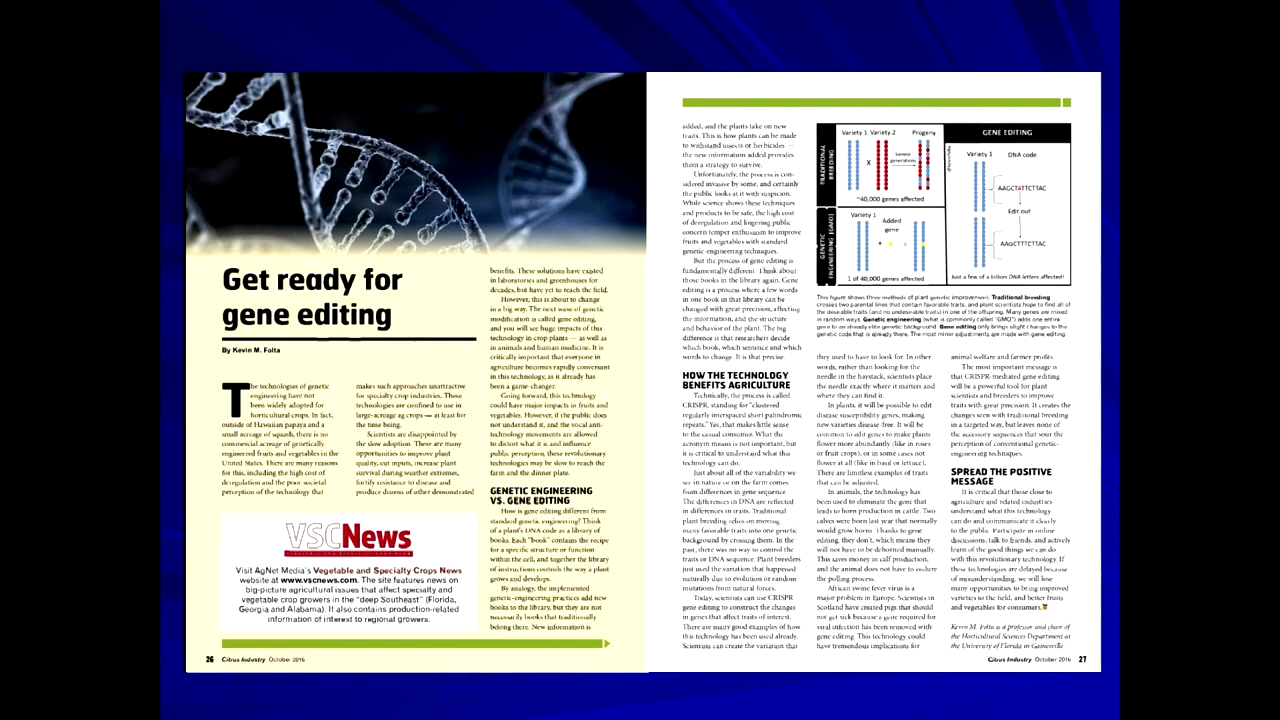 Get ready for
gene editing
By Kevin M. Folta
The technologies of genetic
engineering have not
been widely adopted for
horticultural crops. In fact,
outside of Hawaiian papaya and a
small acreage of squash, there is no
commercial acreage of genetically
engineered fruits and vegetables in the
United States. There are many reasons
for this, including the high cost of
deregulation and the poor societal
perception of the technology that
makes such approaches unattractive
for specialty crop industries. These
technologies are confined to use in
large-acreage ag crops — at least for
the time being.
Scientists are disappointed by
the slow adoption. There are many
opportunities to improve plant
quality, cut inputs, increase plant
survival during weather extremes,
fortify resistance to disease and
produce dozens of other demonstrated
VSCNews
Visit AgNet Media's Vegetable and Specialty Crops News
website at www.vscnews.com. The site features news on
big-picture agricultural issues that affect specialty and
vegetable crop growers in the "deep Southeast" (Florida,
Georgia and Alabama). It also contains production-related
information of interest to regional growers.
benefits. These solutions have existed
in laboratories and greenhouses for
decades, but have yet to reach the field.
However, this is about to change
in a big way. The next wave of genetic
modification is called gene editing,
and you will see huge impacts of this
technology in crop plants — as well as
in animals and human medicine. It is
critically important that everyone in
agriculture becomes rapidly conversant
in this technology, as it already has
been a game-changer.
Going forward, this technology
could have major impacts in fruits and
vegetables. However, if the public does
not understand it, and the vocal anti-
technology movements are allowed
to distort what it is and influence
public perception, these revolutionary
technologies may be slow to reach the
farm and the dinner plate.
GENETIC ENGINEERING
VS. GENE EDITING
How is gene editing different from
standard genetic engineering? Think
of a plant's DNA code as a library of
books. Each "book" contains the recipe
for a specific structure or function
within the cell, and together the library
of instructions controls the way a plant
grows and develops.
By analogy, the implemented
genetic-engineering practices add new
books to the library, but they are not
necessarily books that traditionally
belong there. New information is
26 Citrus Industry October 2016
added, and the plants take on new
traits. This is how plants can be made
to withstand insects or herbicides —
the new information added provides
them a strategy to survive.
Unfortunately, the process is con-
sidered invasive by some, and certainly
the public looks at it with suspicion.
While science shows these techniques
and products to be safe, the high cost
of deregulation and lingering public
concern temper enthusiasm to improve
fruits and vegetables with standard
genetic-engineering techniques.
But the process of gene editing is
fundamentally different. Think about
those books in the library again. Gene
editing is a process where a few words
in one book in that library can be
changed with great precision, affecting
the information, and the structure
and behavior of the plant. The big
difference is that researchers decide
which book, which sentence and which
words to change. It is that precise.
HOW THE TECHNOLOGY
BENEFITS AGRICULTURE
Technically, the process is called
CRISPR, standing for "clustered
regularly interspaced short palindromic
repeats." Yes, that makes little sense
to the casual consumer. What the
acronym means is not important, but
it is critical to understand what this
technology can do.
Just about all of the variability we
see in nature or on the farm comes
from differences in gene sequence.
The differences in DNA are reflected
in differences in traits. Traditional
plant breeding relies on moving
many favorable traits into one genetic
background by crossing them. In the
past, there was no way to control the
traits or DNA sequence. Plant breeders
just used the variation that happened
naturally due to evolution or random
mutations from natural forces.
Today, scientists can use CRISPR
gene editing to construct the changes
in genes that affect traits of interest.
There are many good examples of how
this technology has been used already.
Scientists can create the variation that
TRADITIONAL
BREEDING
Variety 1 Variety 2 Progeny
X
Several
generations
~40,000 genes affected
GENETIC
ENGINEERING (GMO)
Variety 1
Added
gene
+
1 of 40,000 genes affected
GENE EDITING
Variety 1 DNA code
AAGCTATTCTTAC
Edit out
AAGCTTTCTTAC
Just a few of a billion DNA letters affected!
This figure shows three methods of plant genetic improvement. Traditional breeding
crosses two parental lines that contain favorable traits, and plant scientists hope to find all of
the desirable traits (and no undesirable traits) in one of the offspring. Many genes are mixed
in random ways. Genetic engineering (what is commonly called "GMO") adds one entire
gene to an already elite genetic background. Gene editing only brings slight changes to the
genetic code that is already there. The most minor adjustments are made with gene editing.
they used to have to look for. In other
words, rather than looking for the
needle in the haystack, scientists place
the needle exactly where it matters and
where they can find it.
In plants, it will be possible to edit
disease susceptibility genes, making
new varieties disease-free. It will be
common to edit genes to make plants
flower more abundantly (like in roses
or fruit crops), or in some cases not
flower at all (like in basil or lettuce).
There are limitless examples of traits
that can be adjusted.
In animals, the technology has
been used to eliminate the gene that
leads to horn production in cattle. Two
calves were born last year that normally
would grow horns. Thanks to gene
editing, they don't, which means they
will not have to be dehorned manually.
This saves money in calf production,
and the animal does not have to endure
the polling process.
African swine fever virus is a
major problem in Europe. Scientists in
Scotland have created pigs that should
not get sick because a gene required for
viral infection has been removed with
gene editing. This technology could
have tremendous implications for
animal welfare and farmer profits.
The most important message is
that CRISPR-mediated gene editing
will be a powerful tool for plant
scientists and breeders to improve
traits with great precision. It creates the
changes seen with traditional breeding
in a targeted way, but leaves none of
the accessory sequences that sour the
perception of conventional genetic-
engineering techniques.
SPREAD THE POSITIVE
MESSAGE
It is critical that those close to
agriculture and related industries
understand what this technology
can do and communicate it clearly
to the public. Participate in online
discussions, talk to friends, and actively
learn of the good things we can do
with this revolutionary technology. If
these technologies are delayed because
of misunderstanding, we will lose
many opportunities to bring improved
varieties to the field, and better fruits
and vegetables for consumers.
Kevin M. Folta is a professor and chair of
the Horticultural Sciences Department at
the University of Florida in Gainesville
Citrus Industry October 2016 27